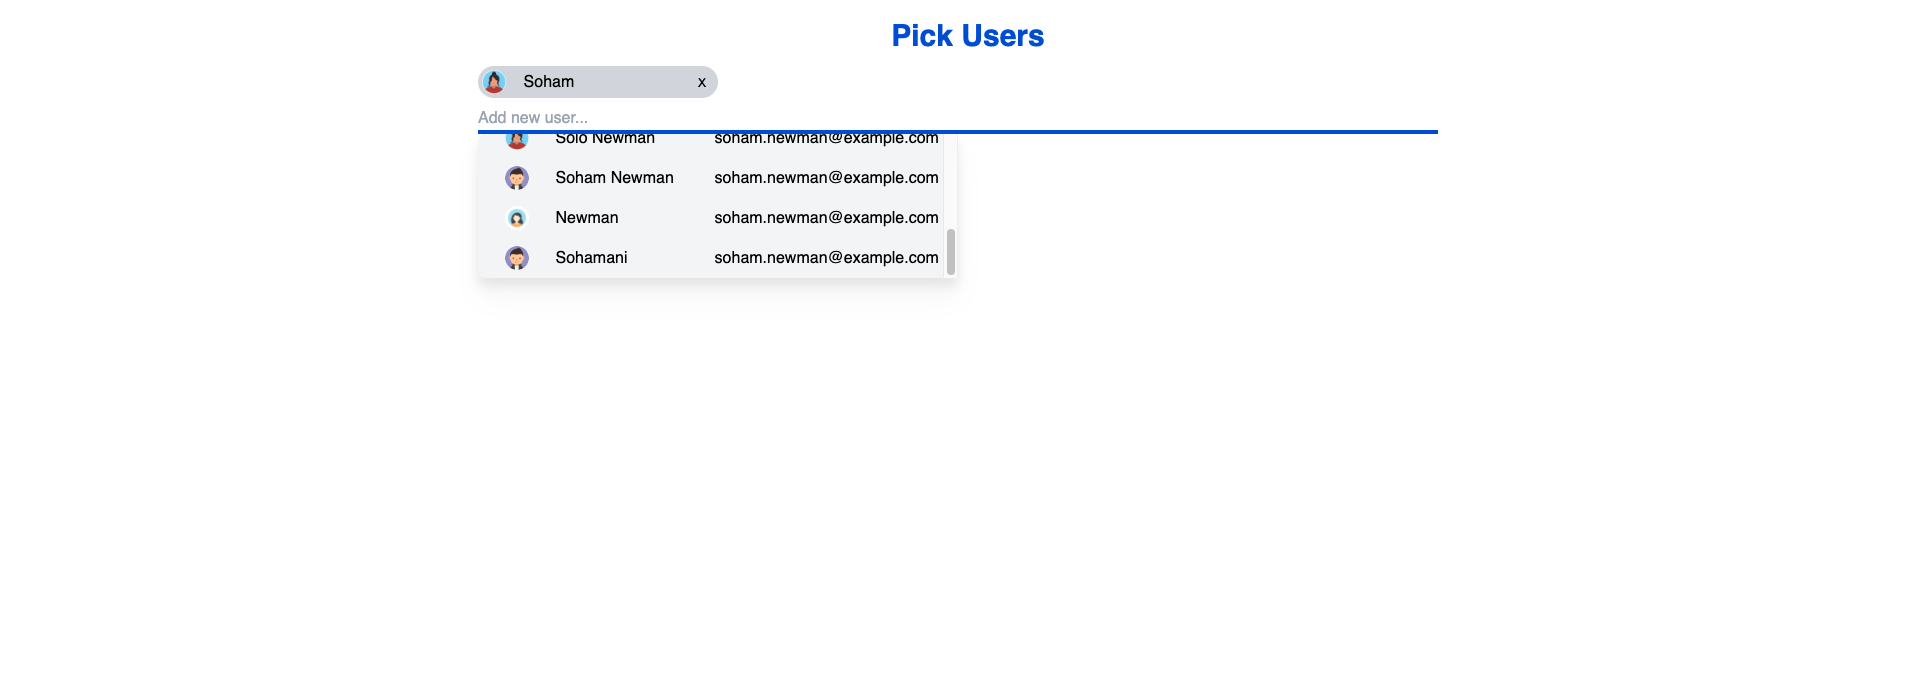 Pick Users
Soham x
Add new user...
Solo Newman soham.newman@example.com
Soham Newman soham.newman@example.com
Newman soham.newman@example.com
Sohamani soham.newman@example.com